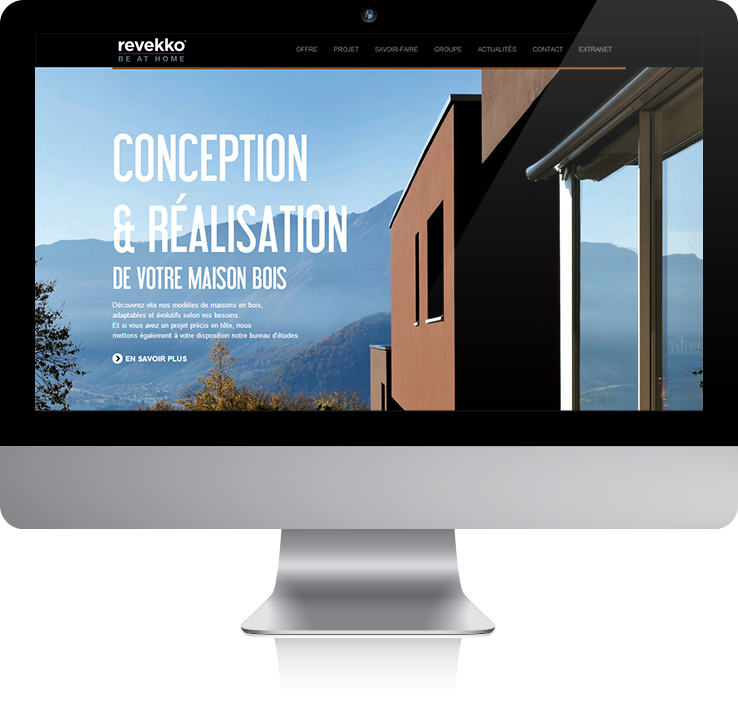 revekko®
BE AT HOME
OFFRE PROJET SAVOIR-FAIRE GROUPE ACTUALITÉS CONTACT EXTRANET
CONCEPTION
& RÉALISATION
DE VOTRE MAISON BOIS
Découvrez vite nos modèles de maisons en bois,
adaptables et évolutifs selon vos besoins.
Et si vous avez un projet précis en tête, nous
mettons également à votre disposition notre bureau d'études.
EN SAVOIR PLUS